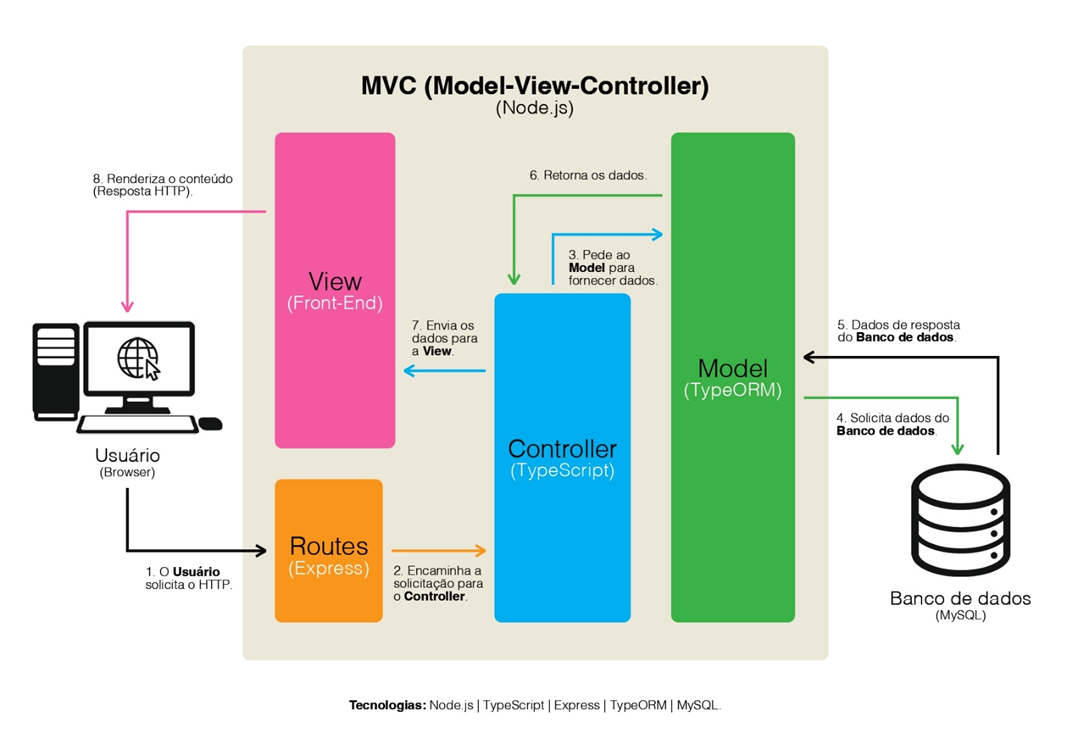 MVC (Model-View-Controller)
(Node.js)
8. Renderiza o conteúdo
(Resposta HTTP).
6. Retorna os dados.
3. Pede ao
Model para
fornecer dados.
View
(Front-End)
7. Envia os
dados para
a View.
5. Dados de resposta
do Banco de dados.
Model
(TypeORM)
4. Solicita dados do
Banco de dados.
Controller
(TypeScript)
Usuário
(Browser)
Routes
(Express)
1. O Usuário
solicita o HTTP.
2. Encaminha a
solicitação para
o Controller.
Banco de dados
(MySQL)
Tecnologias: Node.js | TypeScript | Express | TypeORM | MySQL.